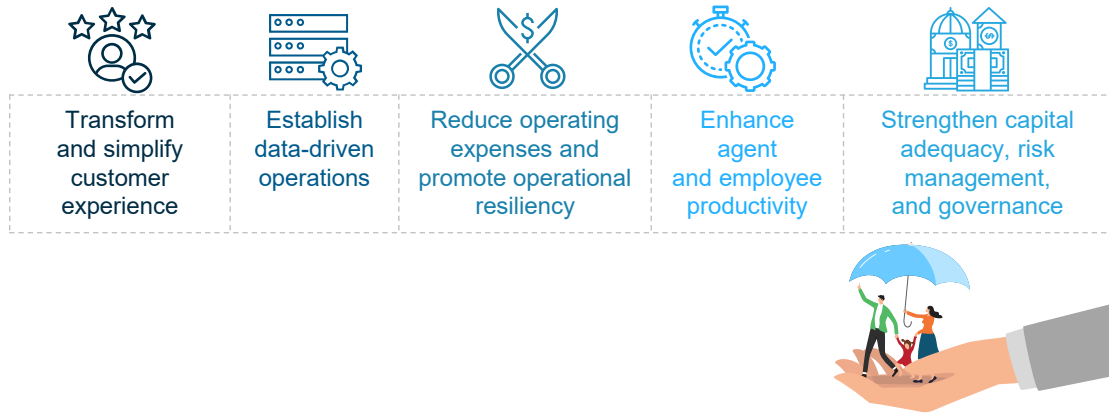 Transform
and simplify
customer
experience
Establish
data-driven
operations
Reduce operating
expenses and
promote operational
resiliency
Enhance
agent
and employee
productivity
Strengthen capital
adequacy, risk
management,
and governance